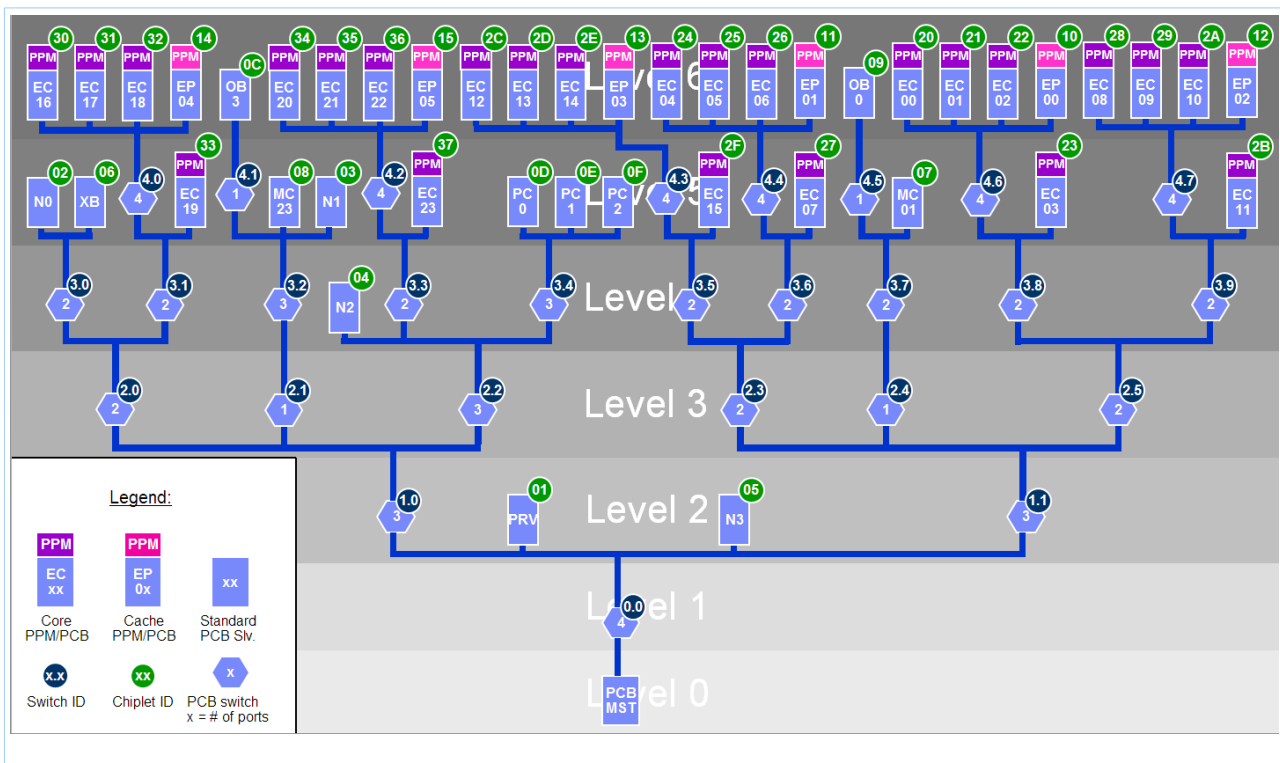 30 31 32 14 0C 34 35 36 15 2C 2D 2E 13 24 25 26 11 09 20 21 22 10 28 29 2A 12
PPM PPM PPM PPM PPM PPM PPM PPM PPM PPM PPM PPM PPM PPM PPM PPM PPM PPM PPM PPM PPM PPM PPM PPM
Level 6
EC EC EC EP OB EC EC EC EP EC EC EC EP EC EC EC EP OB EC EC EC EP EC EC EC EP
16 17 18 04 3 20 21 22 05 12 13 14 03 04 05 06 01 0 00 01 02 00 08 09 10 02
02 06 4.0 33 4.1 08 03 4.2 37 0D 0E 0F 4.3 2F 4.4 27 4.5 07 4.6 23 4.7 2B
PPM PPM PPM PPM PPM PPM
Level 5
N0 XB 4 EC 1 MC N1 4 EC PC PC PC 4 EC 4 EC 1 MC 4 EC 4 EC
19 23 23 0 1 2 15 07 01 03 11
3.0 3.1 3.2 04 3.3 3.4 3.5 3.6 3.7 3.8 3.9
2 2 3 N2 2 3 2 2 2 2 2
Level
2.0 2.1 2.2 2.3 2.4 2.5
2 1 3 2 1 2
Level 3
1.0 01 05 1.1
3 PRV N3 3
Level 2
Level 1
0.0
4
Level 0
PCB
MST
Legend:
PPM PPM
EC EP xx
xx 0x
Core Cache Standard
PPM/PCB PPM/PCB PCB Slv.
x.x xx x
Switch ID Chiplet ID PCB switch
x = # of ports